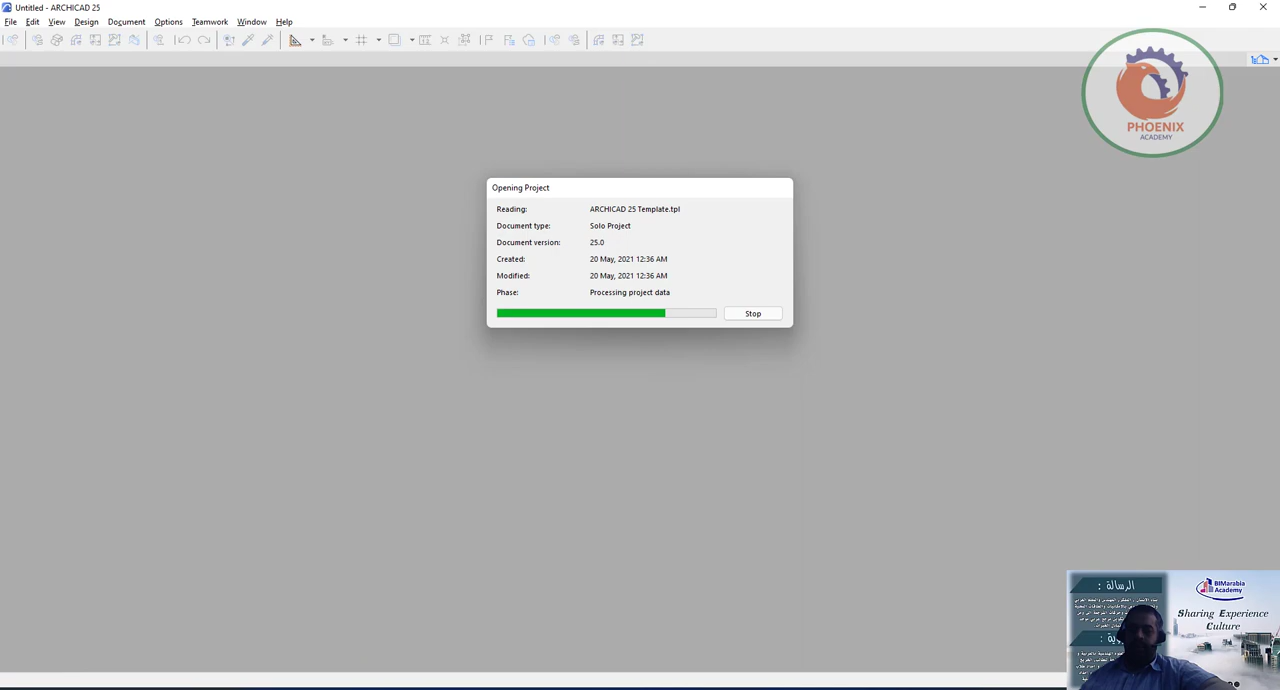 Untitled - ARCHICAD 25
File Edit View Design Document Options Teamwork Window Help
PHOENIX
ACADEMY
Opening Project
Reading: ARCHICAD 25 Template.tpl
Document type: Solo Project
Document version: 25.0
Created: 20 May, 2021 12:36 AM
Modified: 20 May, 2021 12:36 AM
Phase: Processing project data
Stop
الرسالة :
BIMarabia
Academy
Sharing Experience
Culture